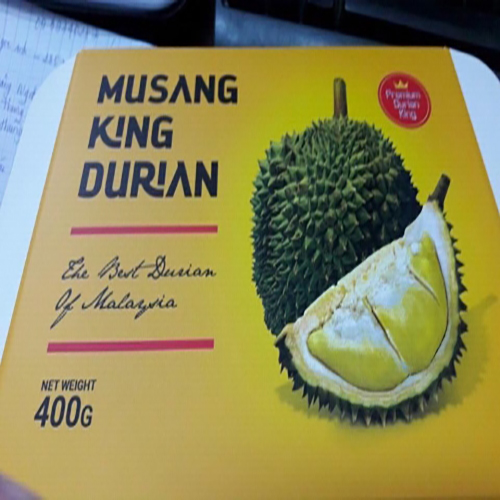 MUSANG
KING
DURIAN
Premium
Durian
King
The Best Durian
Of Malaysia
NET WEIGHT
400G